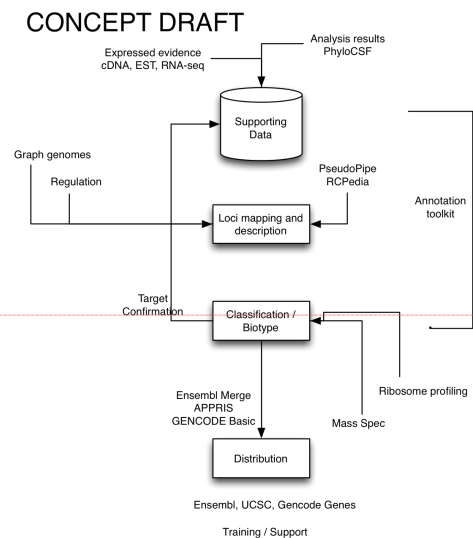 CONCEPT DRAFT
Analysis results
PhyloCSF
Expressed evidence
cDNA, EST, RNA-seq
Supporting
Data
Graph genomes
Regulation
PseudoPipe
RCPedia
Annotation
toolkit
Loci mapping and
description
Target
Confirmation
Classification /
Biotype
Ribosome profiling
Ensembl Merge
APPRIS
GENCODE Basic
Mass Spec
Distribution
Ensembl, UCSC, Gencode Genes
Training / Support